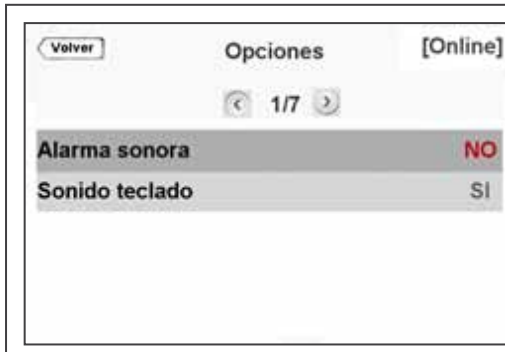 Volver Opciones [Online]
1/7
Alarma sonora NO
Sonido teclado SI